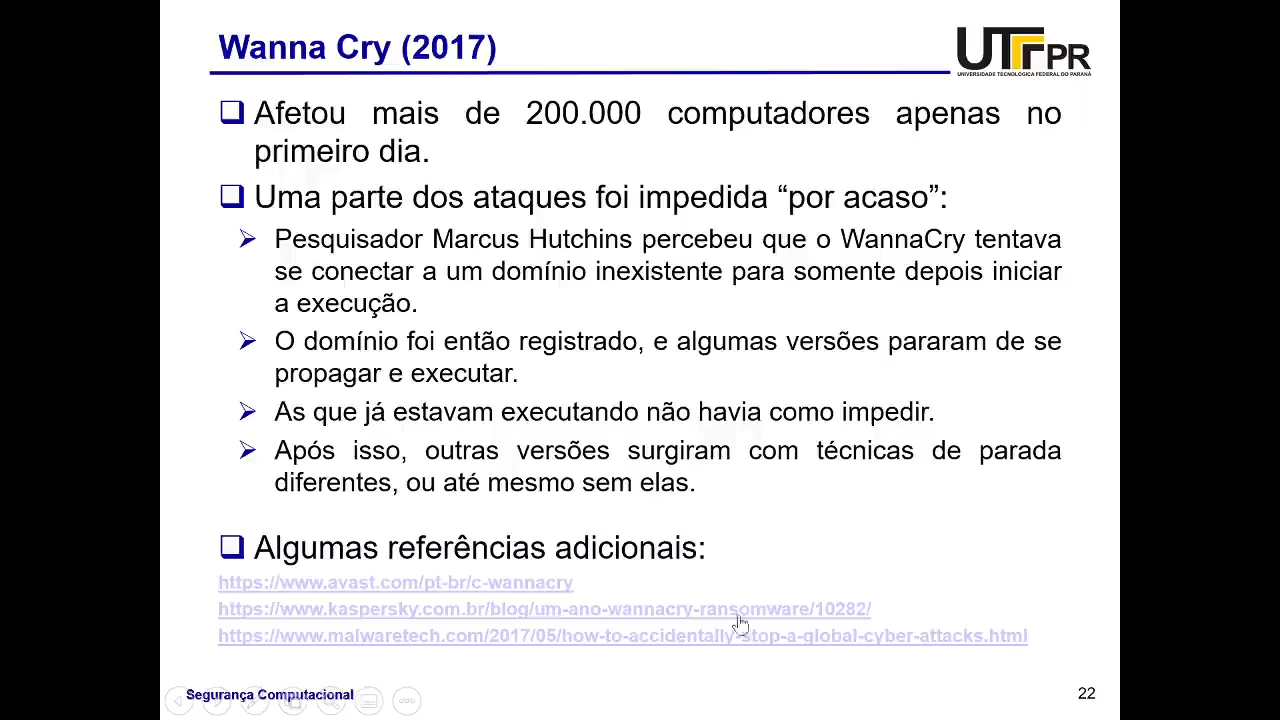 Wanna Cry (2017)
UTFPR
UNIVERSIDADE TECNOLÓGICA FEDERAL DO PARANÁ
Afetou mais de 200.000 computadores apenas no
primeiro dia.
Uma parte dos ataques foi impedida “por acaso”:
Pesquisador Marcus Hutchins percebeu que o WannaCry tentava
se conectar a um domínio inexistente para somente depois iniciar
a execução.
O domínio foi então registrado, e algumas versões pararam de se
propagar e executar.
As que já estavam executando não havia como impedir.
Após isso, outras versões surgiram com técnicas de parada
diferentes, ou até mesmo sem elas.
Algumas referências adicionais:
https://www.avast.com/pt-br/c-wannacry
https://www.kaspersky.com.br/blog/um-ano-wannacry-ransomware/10282/
https://www.malwaretech.com/2017/05/how-to-accidentally-stop-a-global-cyber-attacks.html
Segurança Computacional
22